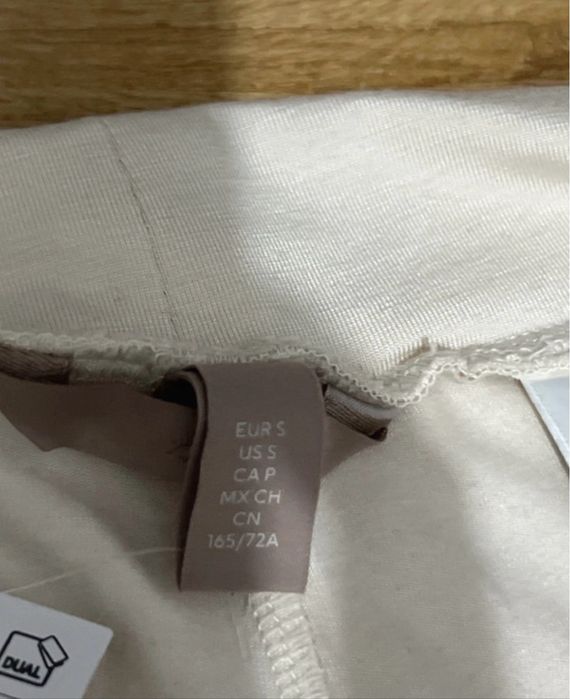 EUR S
US S
CA P
MX CH
CN
165/72A
DUAL